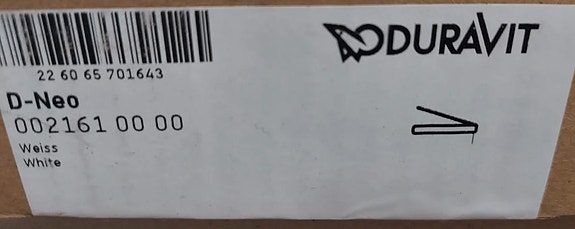 DURAVIT
22 60 65 701643
D-Neo
002161 00 00
Weiss
White